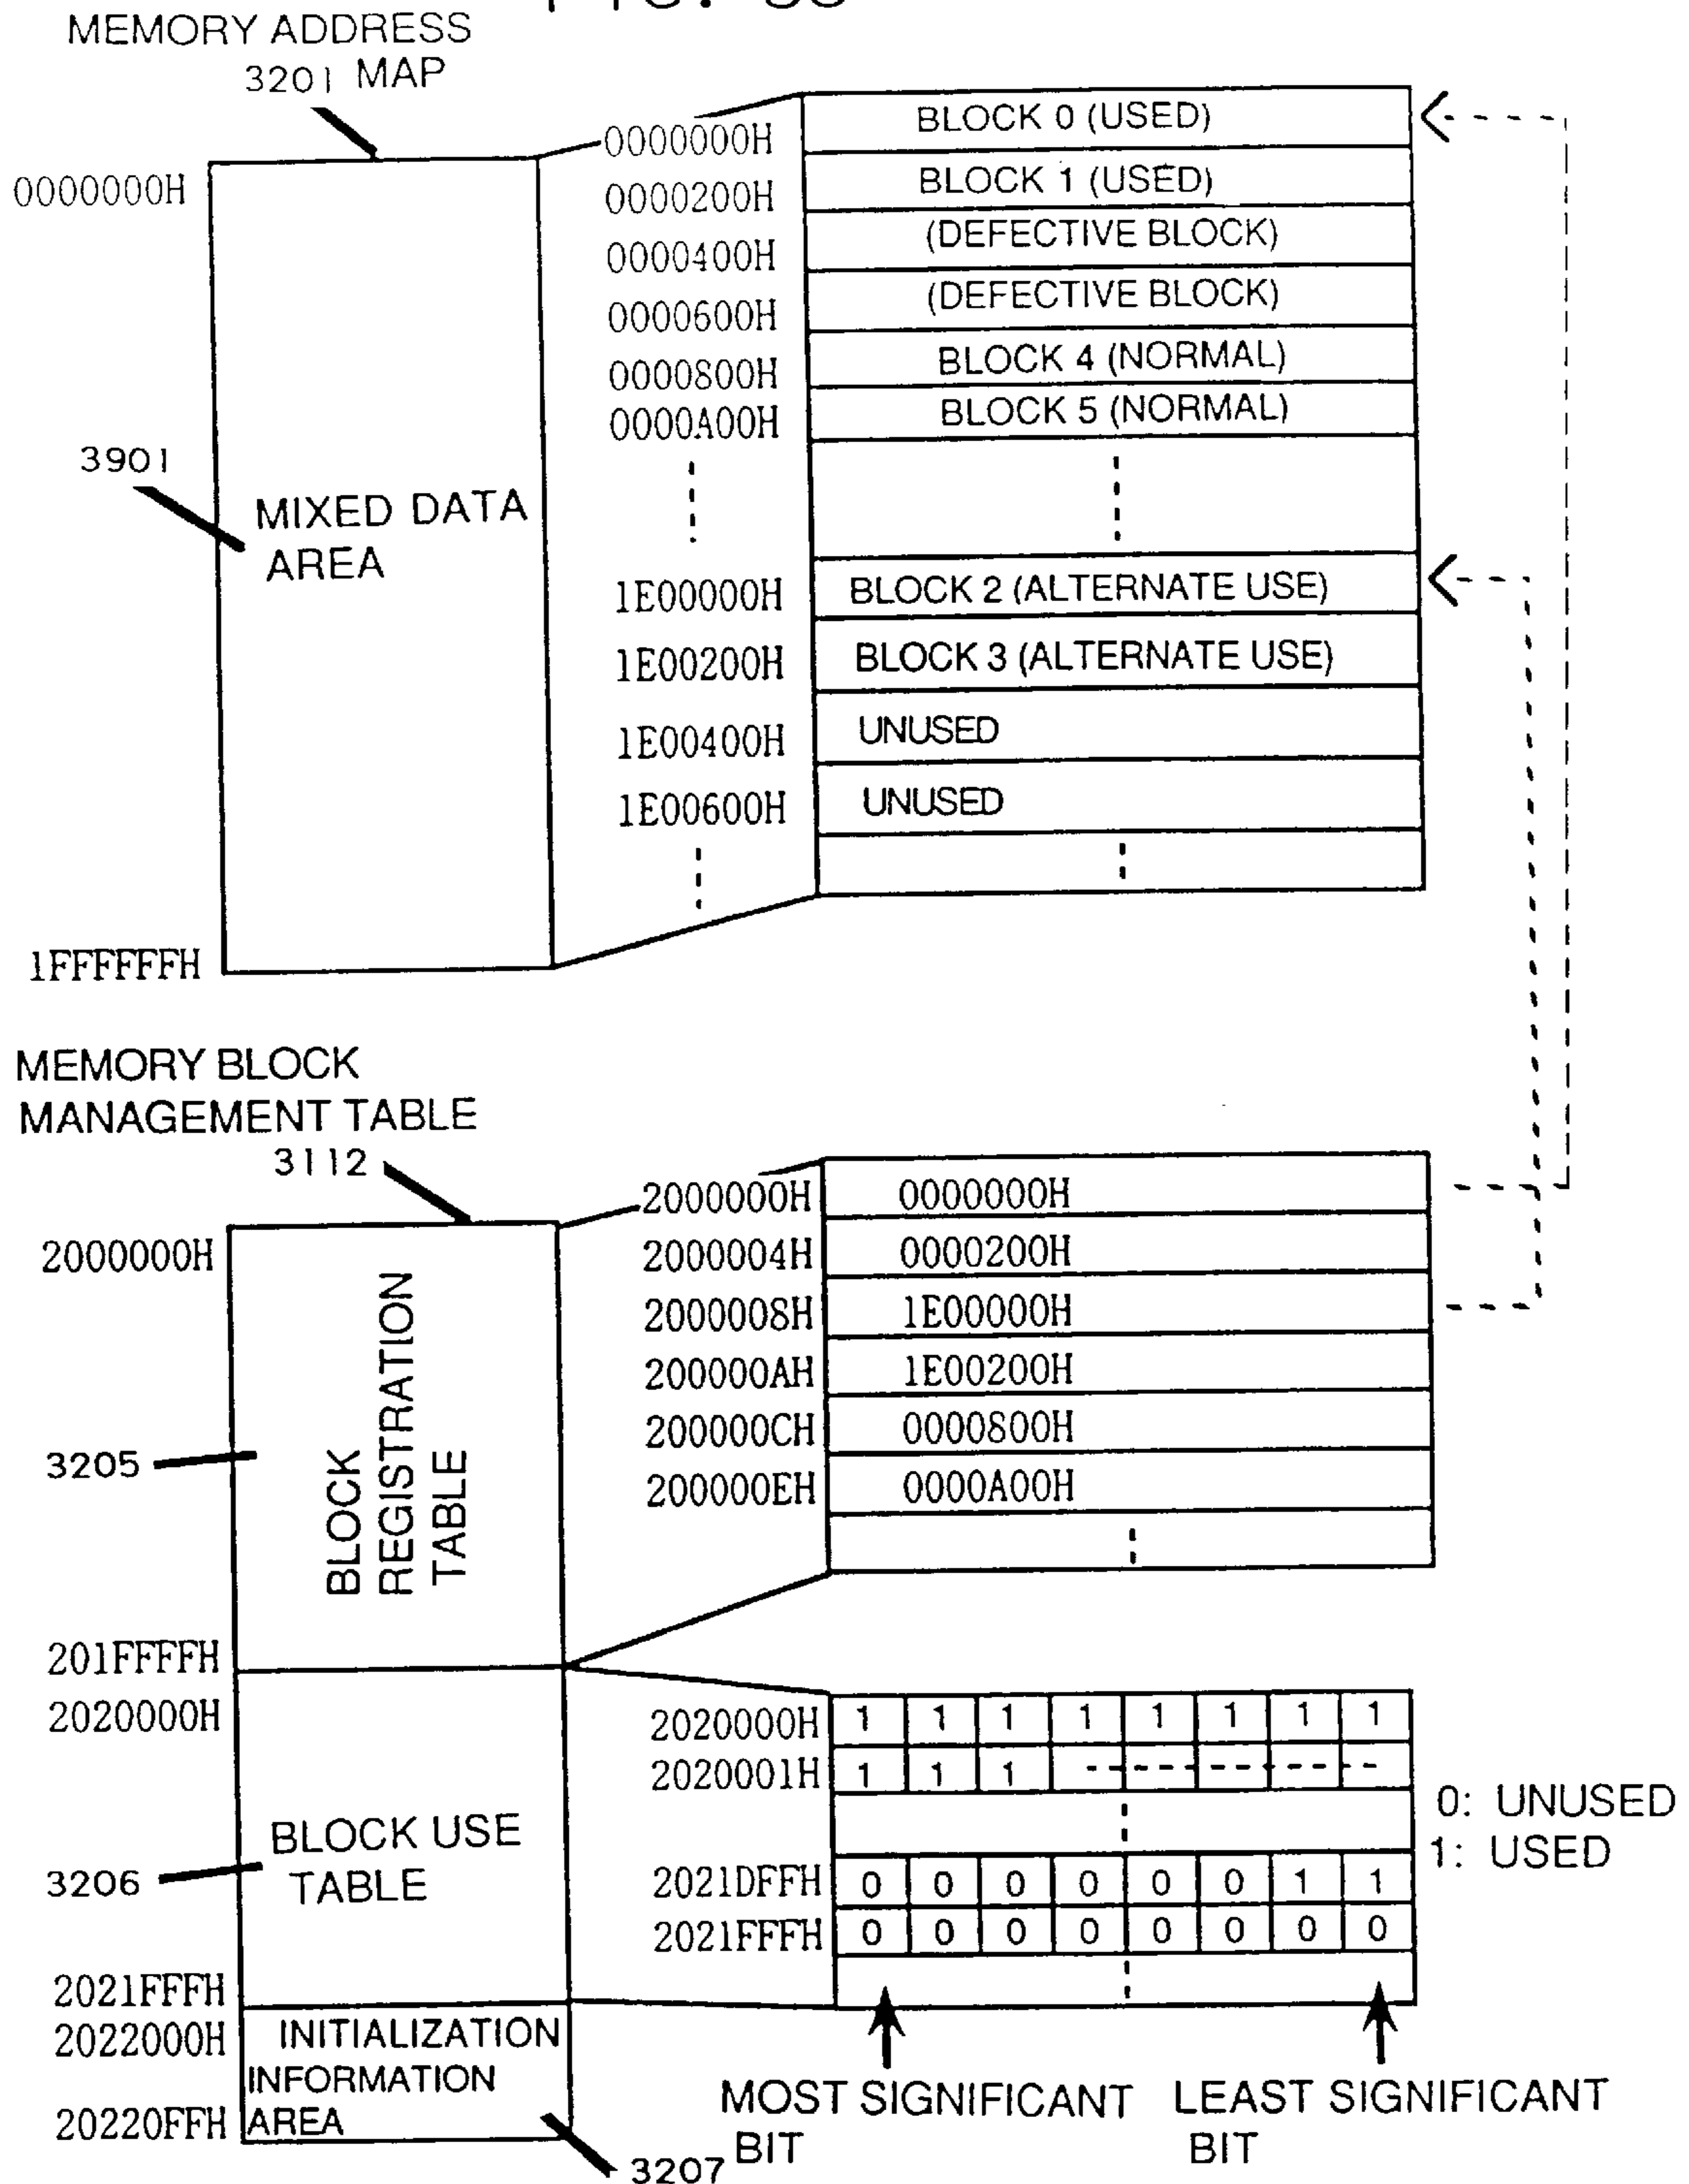 MEMORY ADDRESS
3201 MAP
0000000H
3901
MIXED DATA
AREA
1FFFFFFH
0000000H BLOCK 0 (USED)
0000200H BLOCK 1 (USED)
0000400H (DEFECTIVE BLOCK)
0000600H (DEFECTIVE BLOCK)
0000800H BLOCK 4 (NORMAL)
0000A00H BLOCK 5 (NORMAL)
1E00000H BLOCK 2 (ALTERNATE USE)
1E00200H BLOCK 3 (ALTERNATE USE)
1E00400H UNUSED
1E00600H UNUSED
MEMORY BLOCK
MANAGEMENT TABLE
3112
2000000H
BLOCK
REGISTRATION
TABLE
3205
201FFFFH
2000000H 0000000H
2000004H 0000200H
2000008H 1E00000H
200000AH 1E00200H
200000CH 0000800H
200000EH 0000A00H
2020000H
BLOCK USE
TABLE
3206
2021FFFH
2020000H 1 1 1 1 1 1 1 1
2020001H 1 1 1
2021DFFH 0 0 0 0 0 0 1 1
2021FFFH 0 0 0 0 0 0 0 0
0: UNUSED
1: USED
2022000H
INITIALIZATION
INFORMATION
AREA
20220FFH
3207
MOST SIGNIFICANT
BIT
LEAST SIGNIFICANT
BIT